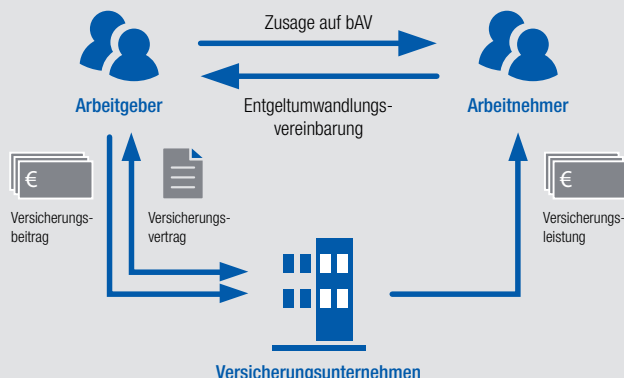 Zusage auf bAV
Arbeitgeber
Arbeitnehmer
Entgeltumwandlungs-
vereinbarung
€
€
Versicherungs-
beitrag
Versicherungs-
vertrag
Versicherungs-
leistung
Versicherungsunternehmen